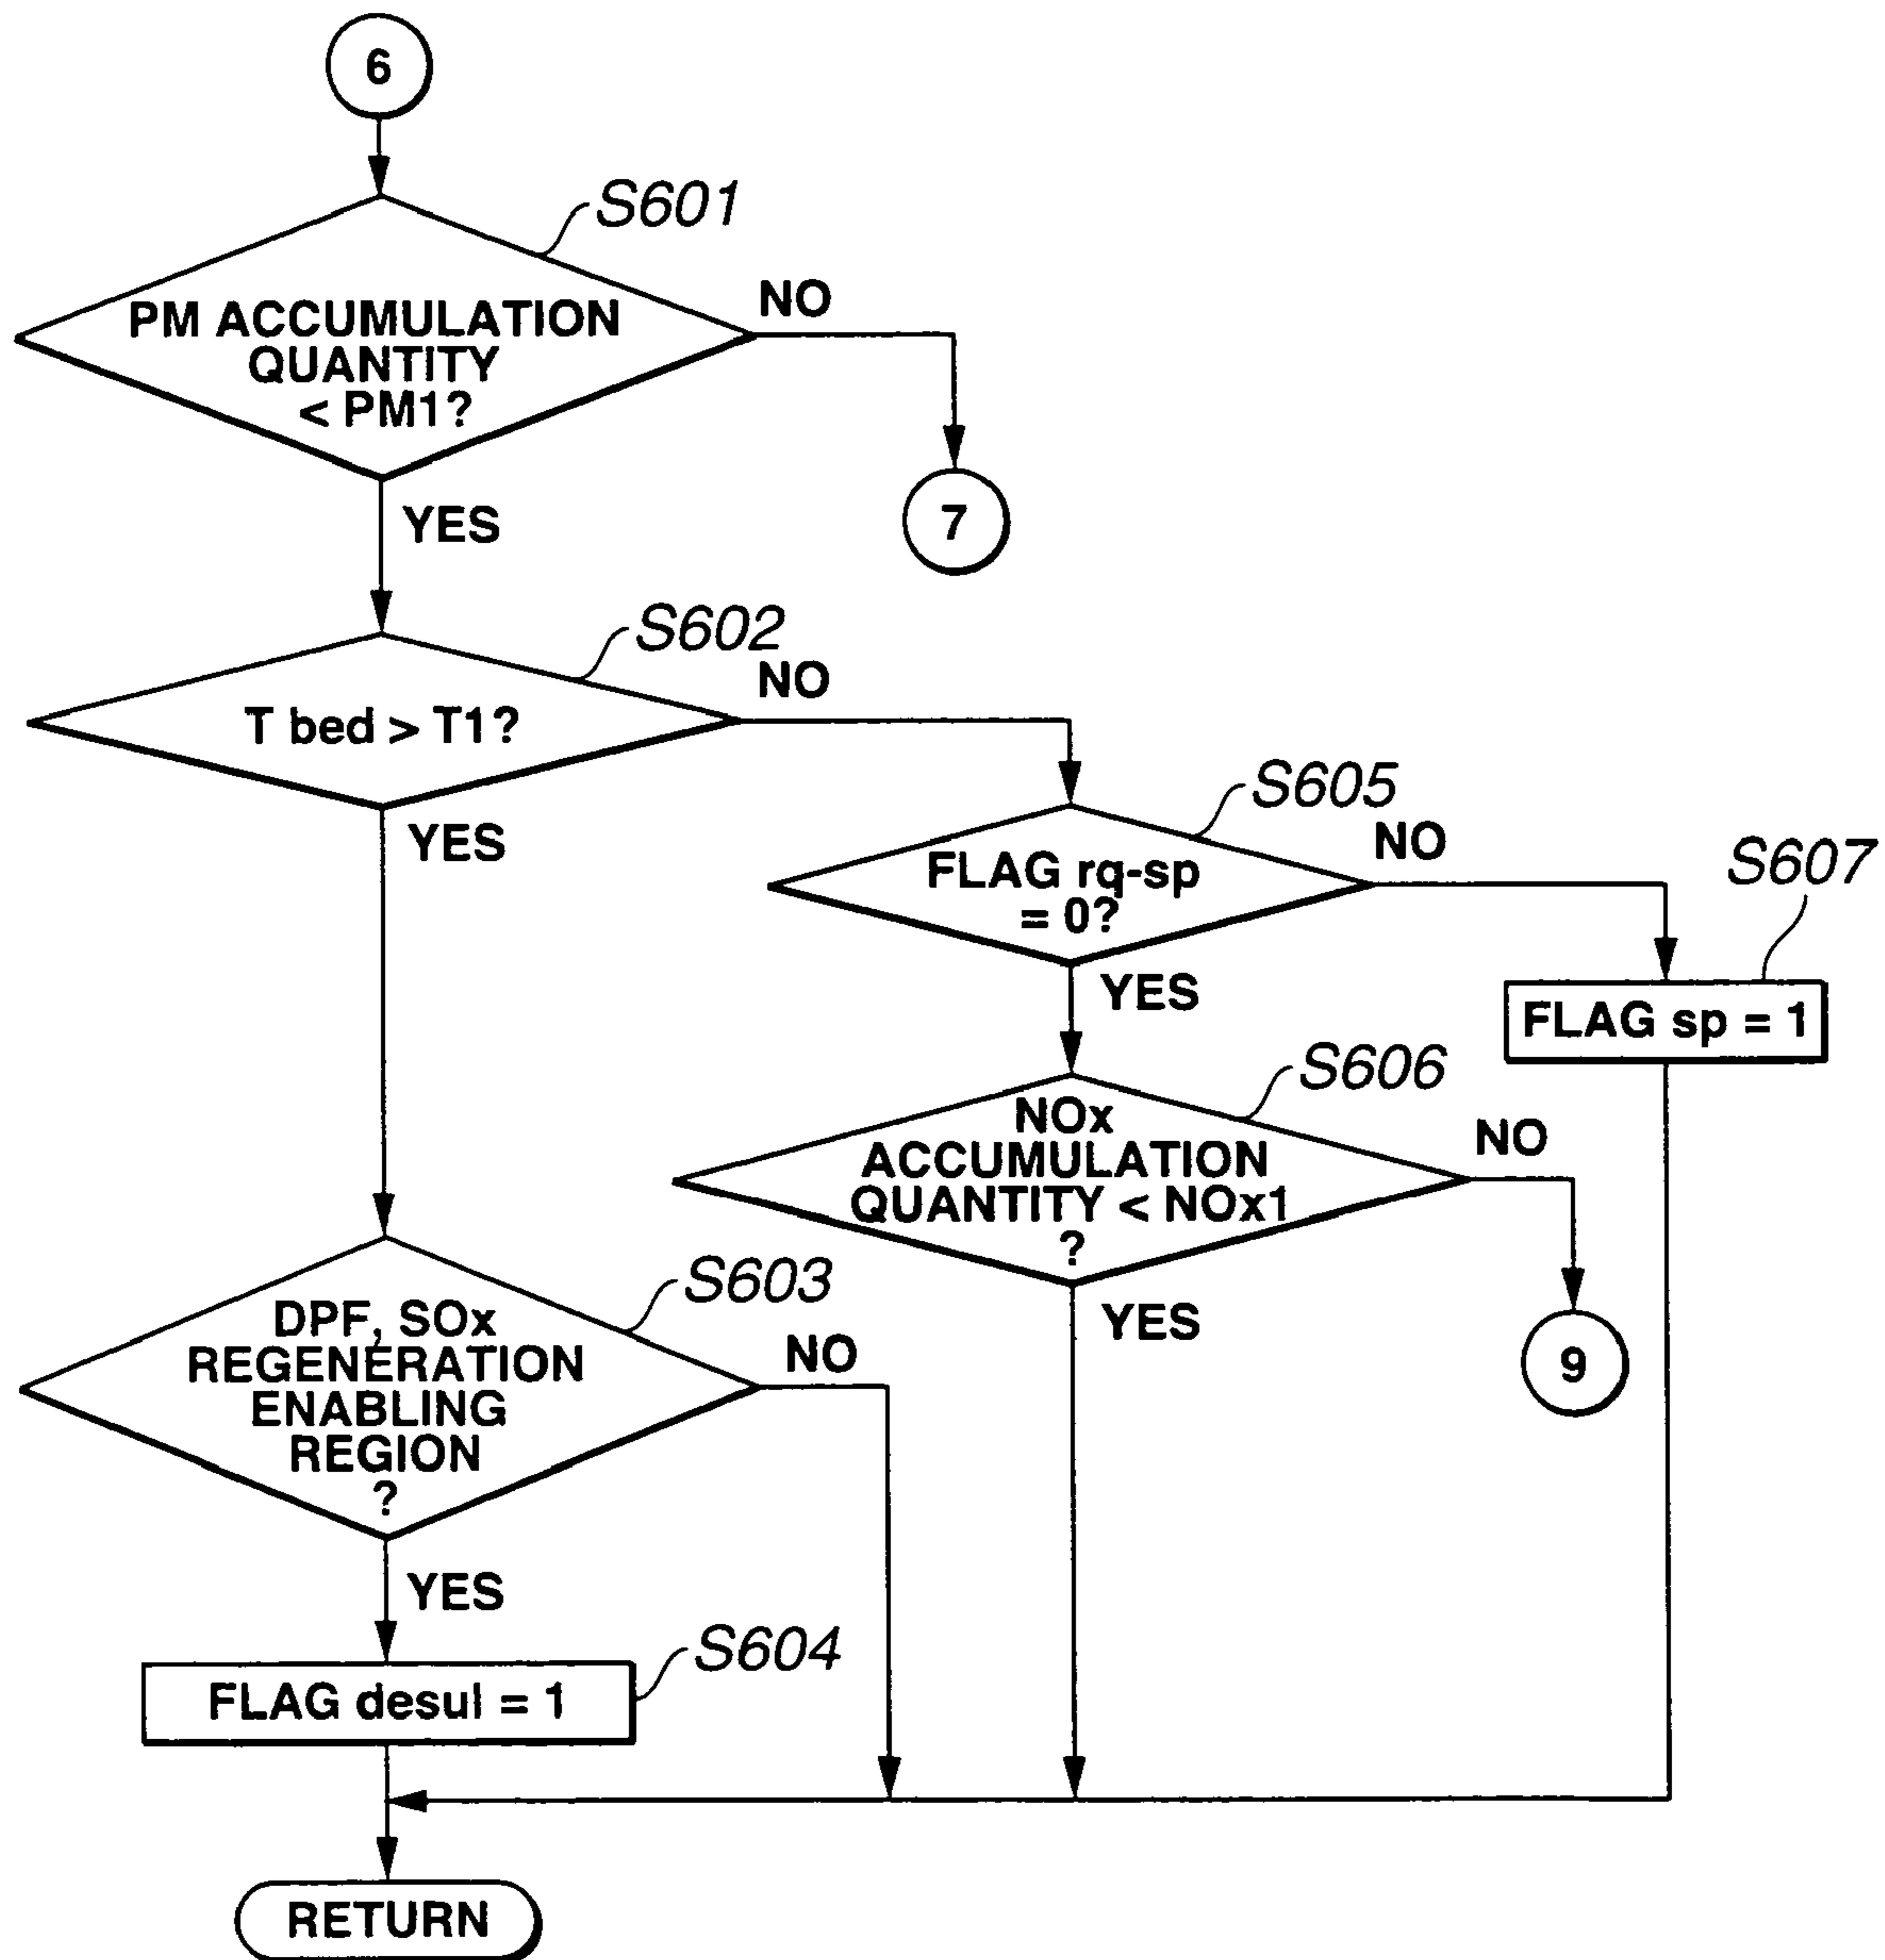 6
S601
PM ACCUMULATION
QUANTITY
< PM1?
NO
7
YES
S602
T bed > T1?
NO
YES
S605
FLAG rq-sp
= 0?
NO
S607
FLAG sp = 1
YES
S606
NOx
ACCUMULATION
QUANTITY < NOx1
?
NO
9
YES
S603
DPF, SOx
REGENERATION
ENABLING
REGION
?
NO
YES
S604
FLAG desul = 1
RETURN